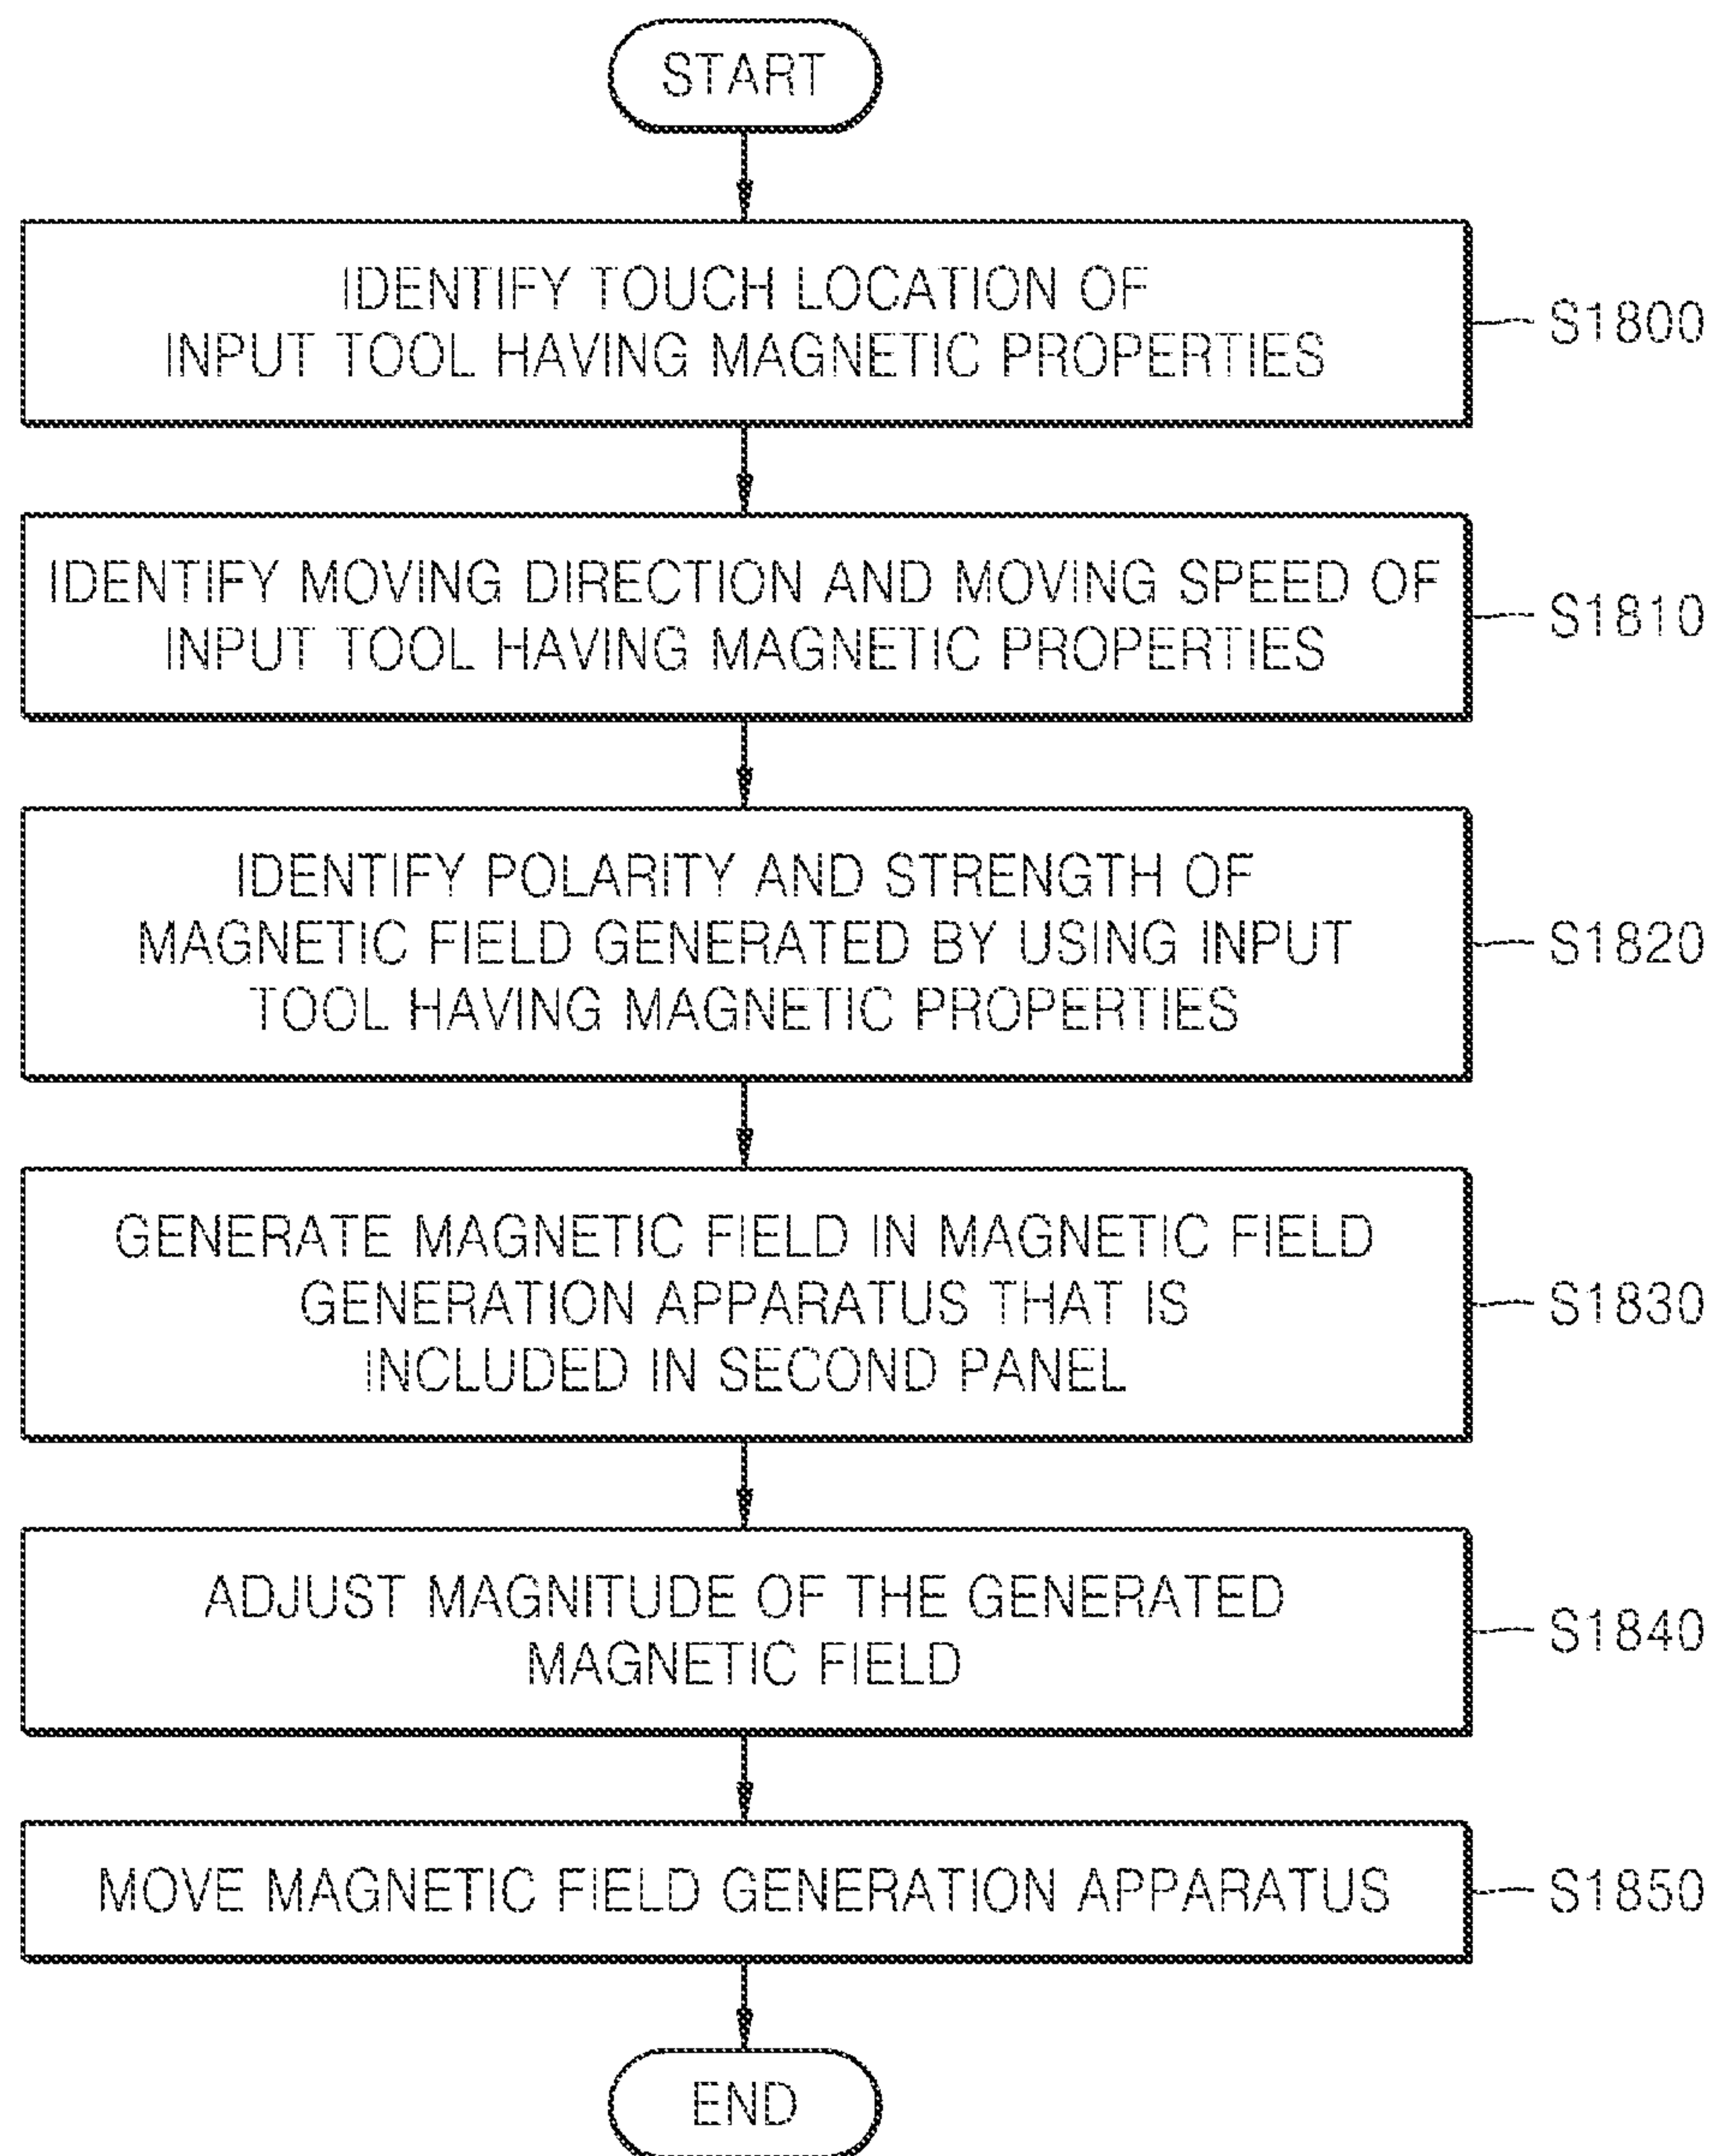 START
IDENTIFY TOUCH LOCATION OF
INPUT TOOL HAVING MAGNETIC PROPERTIES
S1800
IDENTIFY MOVING DIRECTION AND MOVING SPEED OF
INPUT TOOL HAVING MAGNETIC PROPERTIES
S1810
IDENTIFY POLARITY AND STRENGTH OF
MAGNETIC FIELD GENERATED BY USING INPUT
TOOL HAVING MAGNETIC PROPERTIES
S1820
GENERATE MAGNETIC FIELD IN MAGNETIC FIELD
GENERATION APPARATUS THAT IS
INCLUDED IN SECOND PANEL
S1830
ADJUST MAGNITUDE OF THE GENERATED
MAGNETIC FIELD
S1840
MOVE MAGNETIC FIELD GENERATION APPARATUS
S1850
END